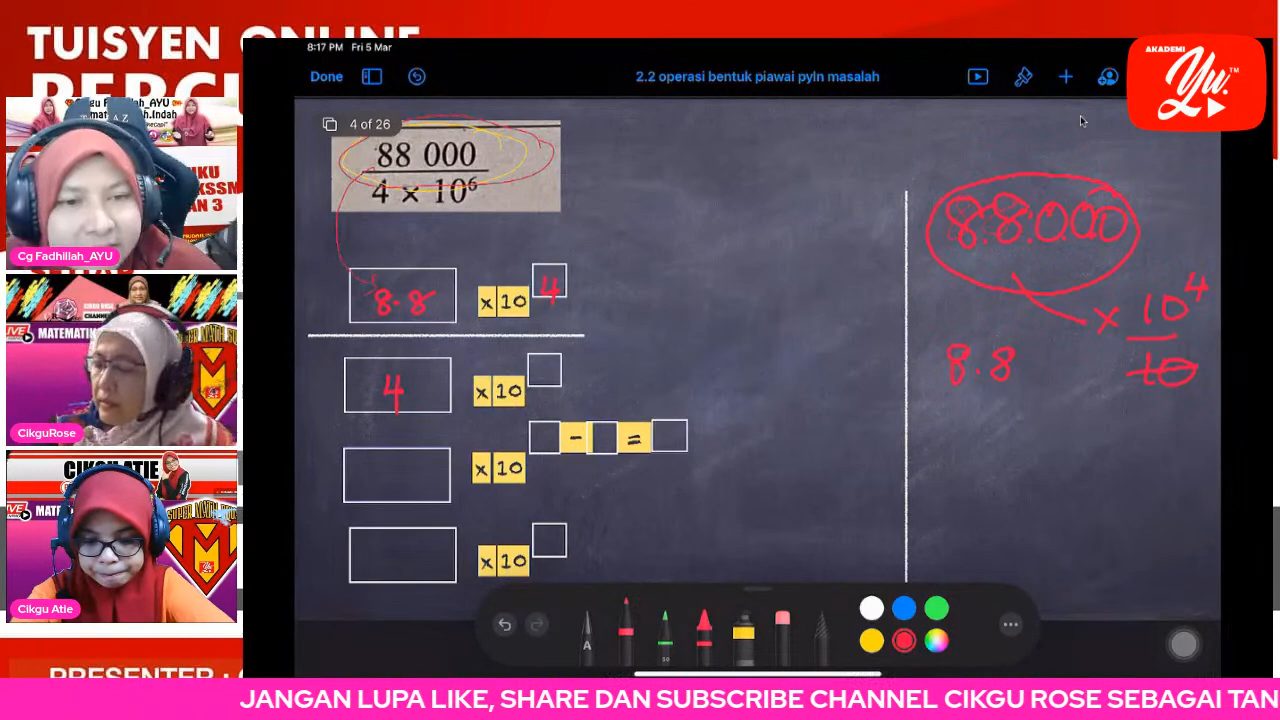 TUISYEN ONLINE
8:17 PM Fri 5 Mar
Done
2.2 operasi bentuk piawai pyln masalah
AKADEMI
Yu.
TM
4 of 26
88 000
4 × 10⁶
8.8 × 10 4
4 × 10
× 10 - =
× 10
88000
× 10⁴
8.8
10
Cg Fadhillah_AYU
MATEMATIK
SUPER MATH
CikguRose
CIKGU ATIE
Cikgu Atie
A
JANGAN LUPA LIKE, SHARE DAN SUBSCRIBE CHANNEL CIKGU ROSE SEBAGAI TAN